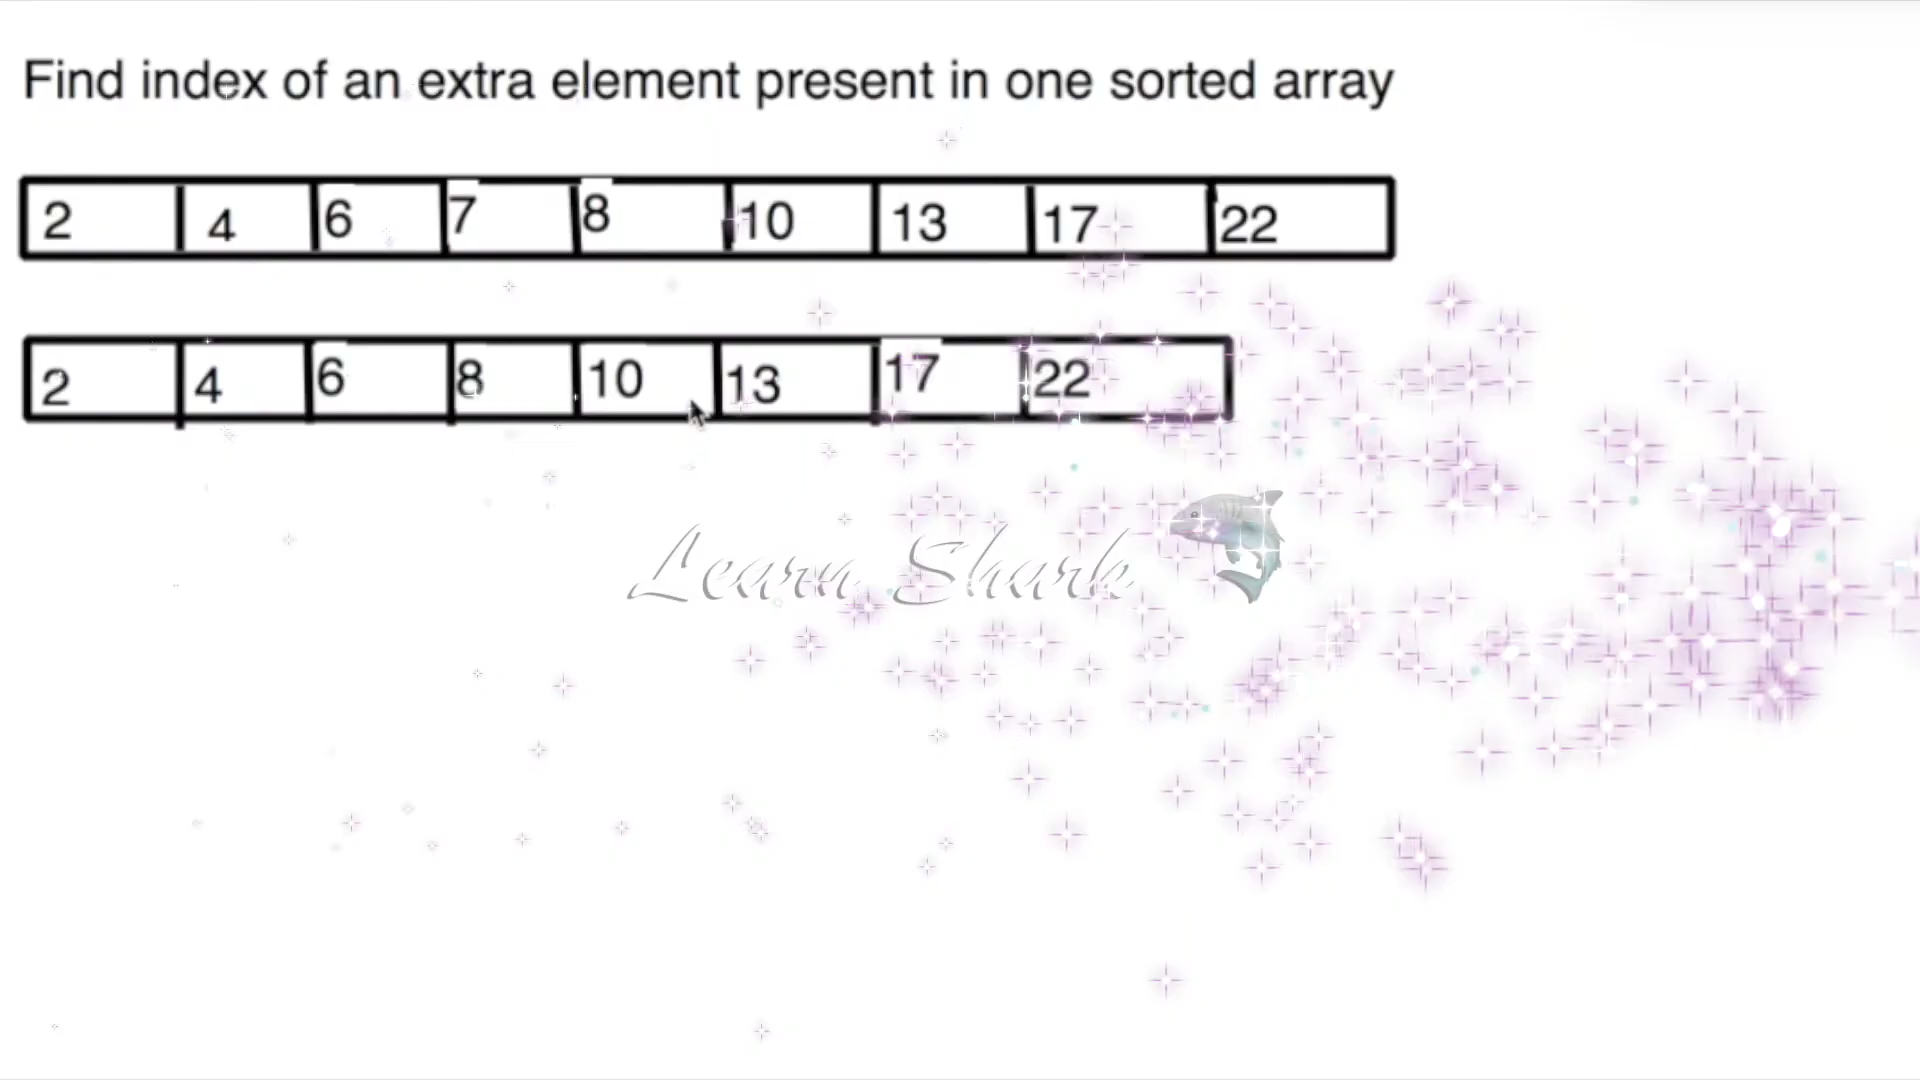 Find index of an extra element present in one sorted array
2 4 6 7 8 10 13 17 22
2 4 6 8 10 13 17 22
Learn Shark